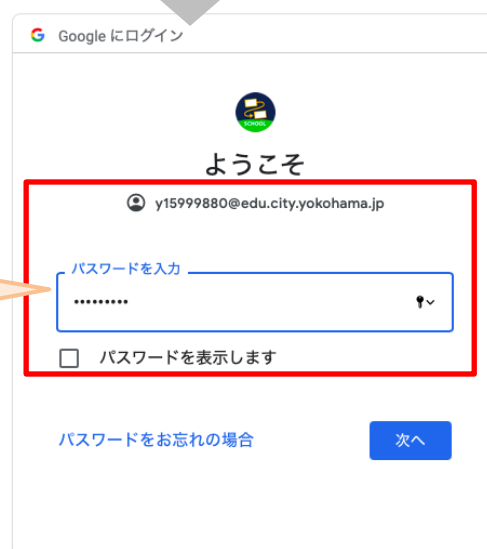 Google にログイン
SCHOOL
ようこそ
y15999880@edu.city.yokohama.jp
パスワードを入力
•••••••••
パスワードを表示します
パスワードをお忘れの場合
次へ